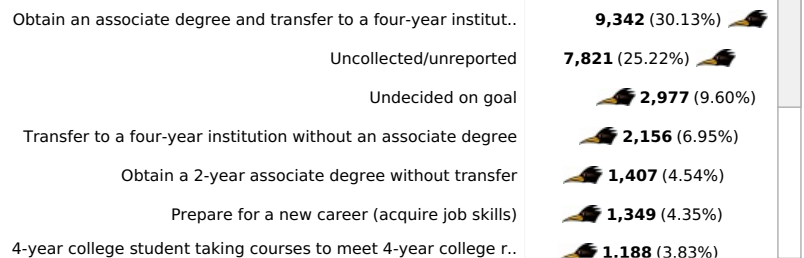 Obtain an associate degree and transfer to a four-year institut.. 9,342 (30.13%)
Uncollected/unreported 7,821 (25.22%)
Undecided on goal 2,977 (9.60%)
Transfer to a four-year institution without an associate degree 2,156 (6.95%)
Obtain a 2-year associate degree without transfer 1,407 (4.54%)
Prepare for a new career (acquire job skills) 1,349 (4.35%)
4-year college student taking courses to meet 4-year college r.. 1,188 (3.83%)